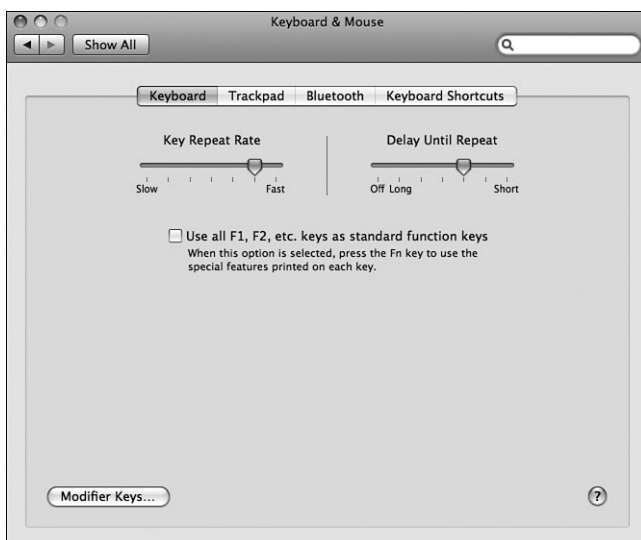 Keyboard & Mouse
Show All
Keyboard Trackpad Bluetooth Keyboard Shortcuts
Key Repeat Rate Delay Until Repeat
Slow Fast Off Long Short
Use all F1, F2, etc. keys as standard function keys
When this option is selected, press the Fn key to use the
special features printed on each key.
Modifier Keys... ?